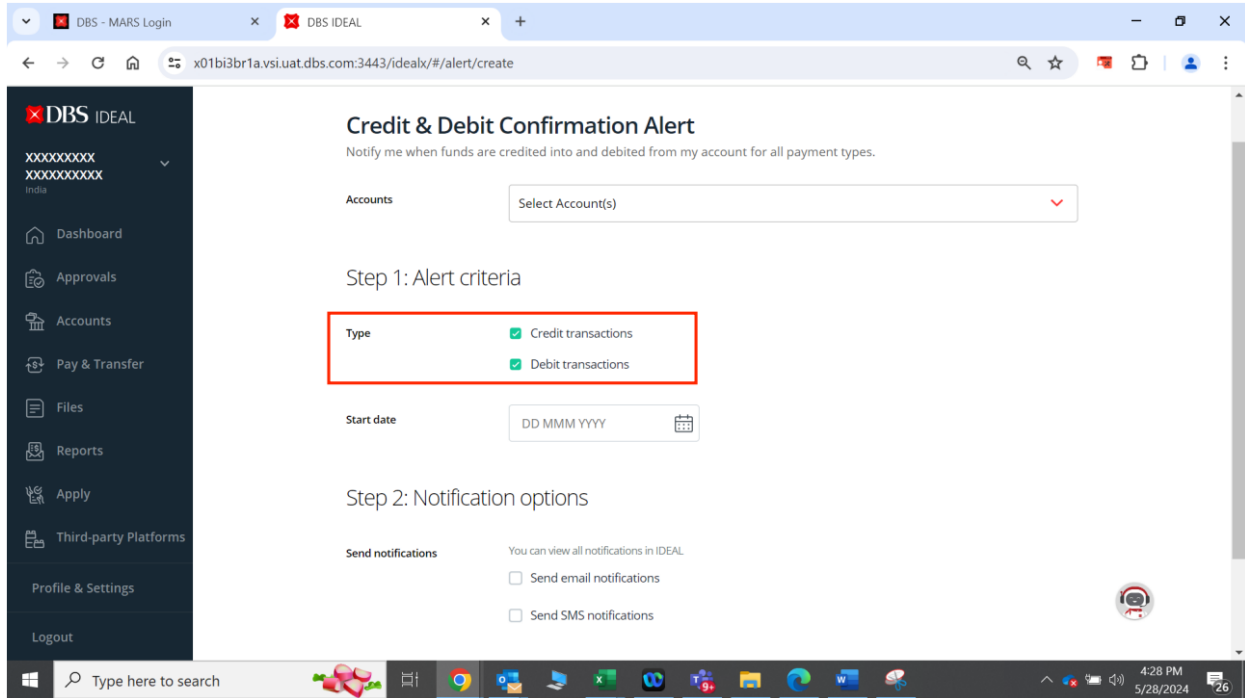 DBS - MARS Login
DBS IDEAL
x01bi3br1a.vsi.uat.dbs.com:3443/idealx/#/alert/create
DBS IDEAL
XXXXXXXXX
XXXXXXXXXX
India
Dashboard
Approvals
Accounts
Pay & Transfer
Files
Reports
Apply
Third-party Platforms
Profile & Settings
Logout
Credit & Debit Confirmation Alert
Notify me when funds are credited into and debited from my account for all payment types.
Accounts Select Account(s)
Step 1: Alert criteria
Type Credit transactions
Debit transactions
Start date DD MMM YYYY
Step 2: Notification options
Send notifications You can view all notifications in IDEAL
Send email notifications
Send SMS notifications
Type here to search
9+
4:28 PM
5/28/2024
26